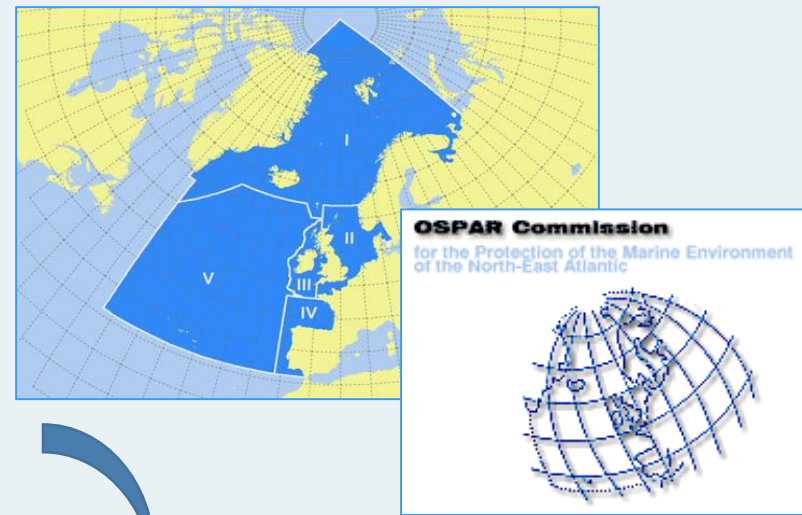 I
II
III
IV
V
OSPAR Commission
for the Protection of the Marine Environment
of the North-East Atlantic